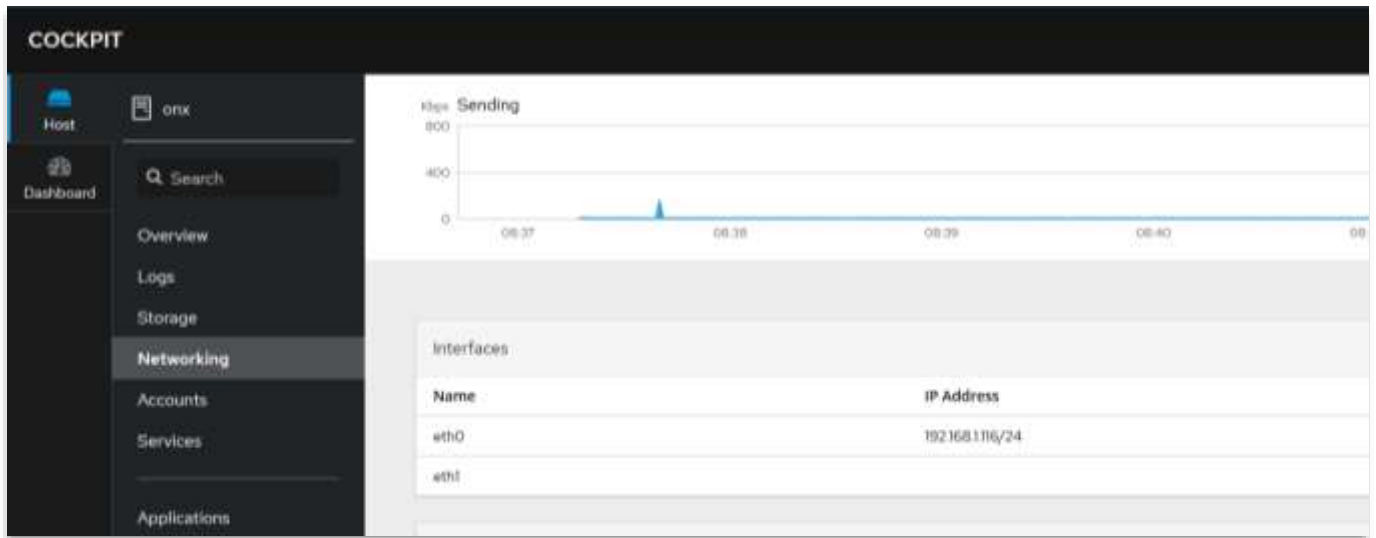 COCKPIT
Host
Dashboard
onx
Search
Overview
Logs
Storage
Networking
Accounts
Services
Applications
Kbps Sending
800
400
0
08:37
08:38
08:39
08:40
08
Interfaces
Name IP Address
eth0 192.168.1.116/24
eth1